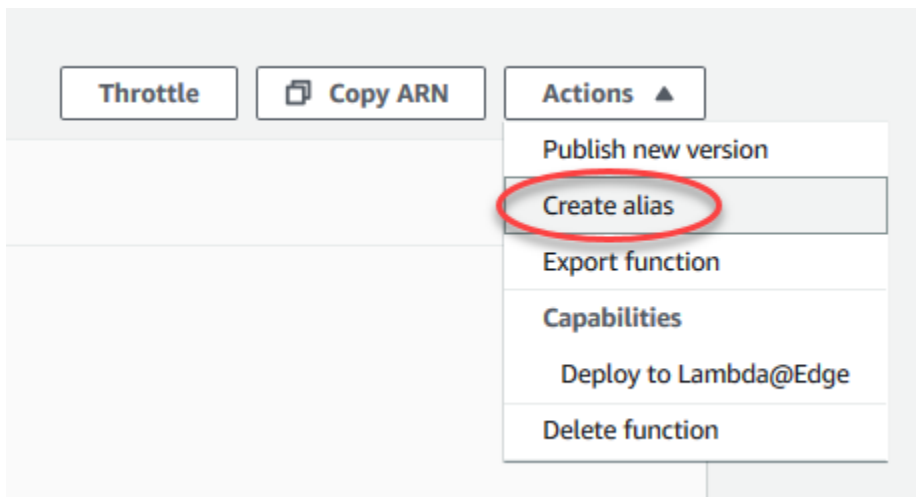 Throttle Copy ARN Actions
Publish new version
Create alias
Export function
Capabilities
Deploy to Lambda@Edge
Delete function